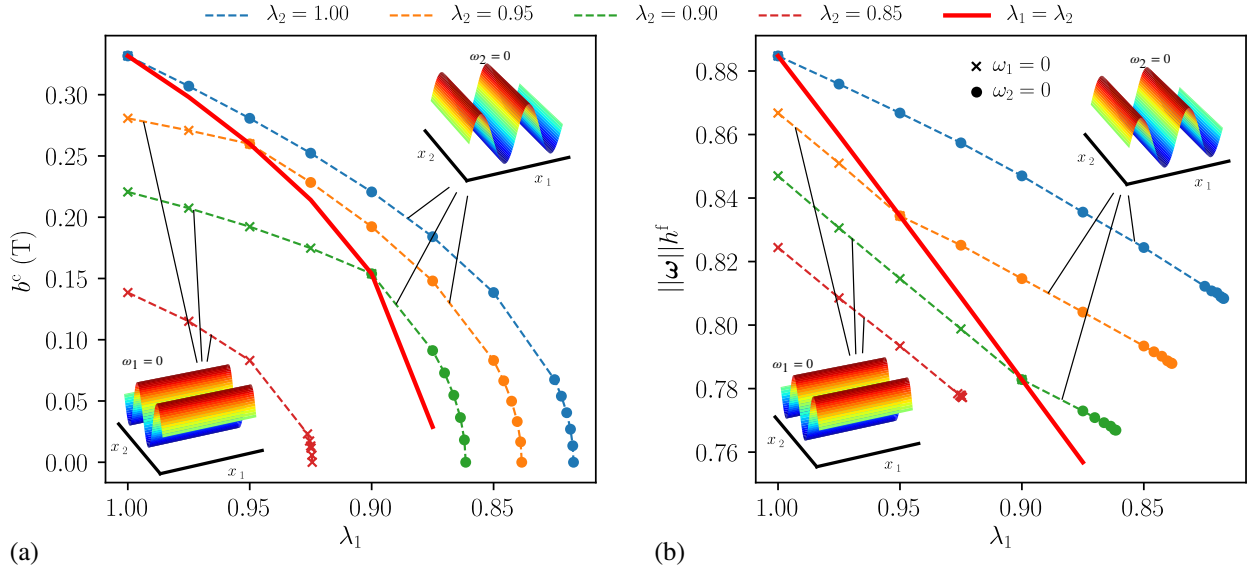 λ₂ = 1.00 λ₂ = 0.95 λ₂ = 0.90 λ₂ = 0.85 λ₁ = λ₂
0.30
0.25
0.20
0.15
0.10
0.05
0.00
bᶜ (T)
1.00 0.95 0.90 0.85
λ₁
ω₂ = 0
x₂
x₁
ω₁ = 0
x₂
x₁
(a)
0.88
0.86
0.84
0.82
0.80
0.78
0.76
||ω||hᶠ
1.00 0.95 0.90 0.85
λ₁
ω₁ = 0
ω₂ = 0
ω₂ = 0
x₂
x₁
ω₁ = 0
x₂
x₁
(b)